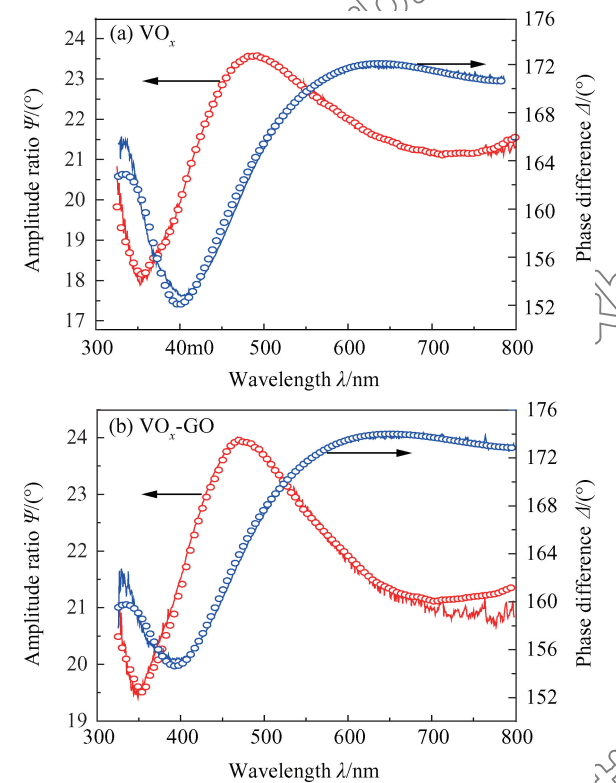 (a) VOₓ
24
23
22
21
20
19
18
17
Amplitude ratio Ψ/(°)
176
172
168
164
160
156
152
Phase difference Δ/(°)
300 40m0 500 600 700 800
Wavelength λ/nm
(b) VOₓ-GO
24
23
22
21
20
19
Amplitude ratio Ψ/(°)
176
172
168
164
160
156
152
Phase difference Δ/(°)
300 400 500 600 700 800
Wavelength λ/nm